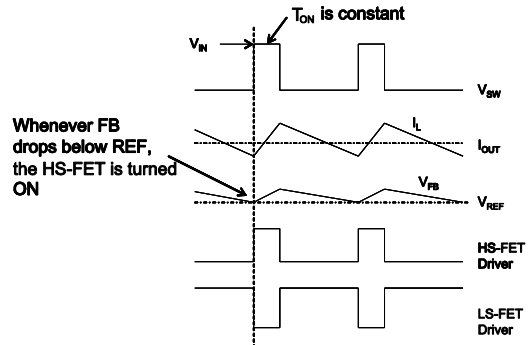 T_ON is constant
V_IN
V_SW
Whenever FB
drops below REF,
the HS-FET is turned
ON
I_L
I_OUT
V_FB
V_REF
HS-FET
Driver
LS-FET
Driver